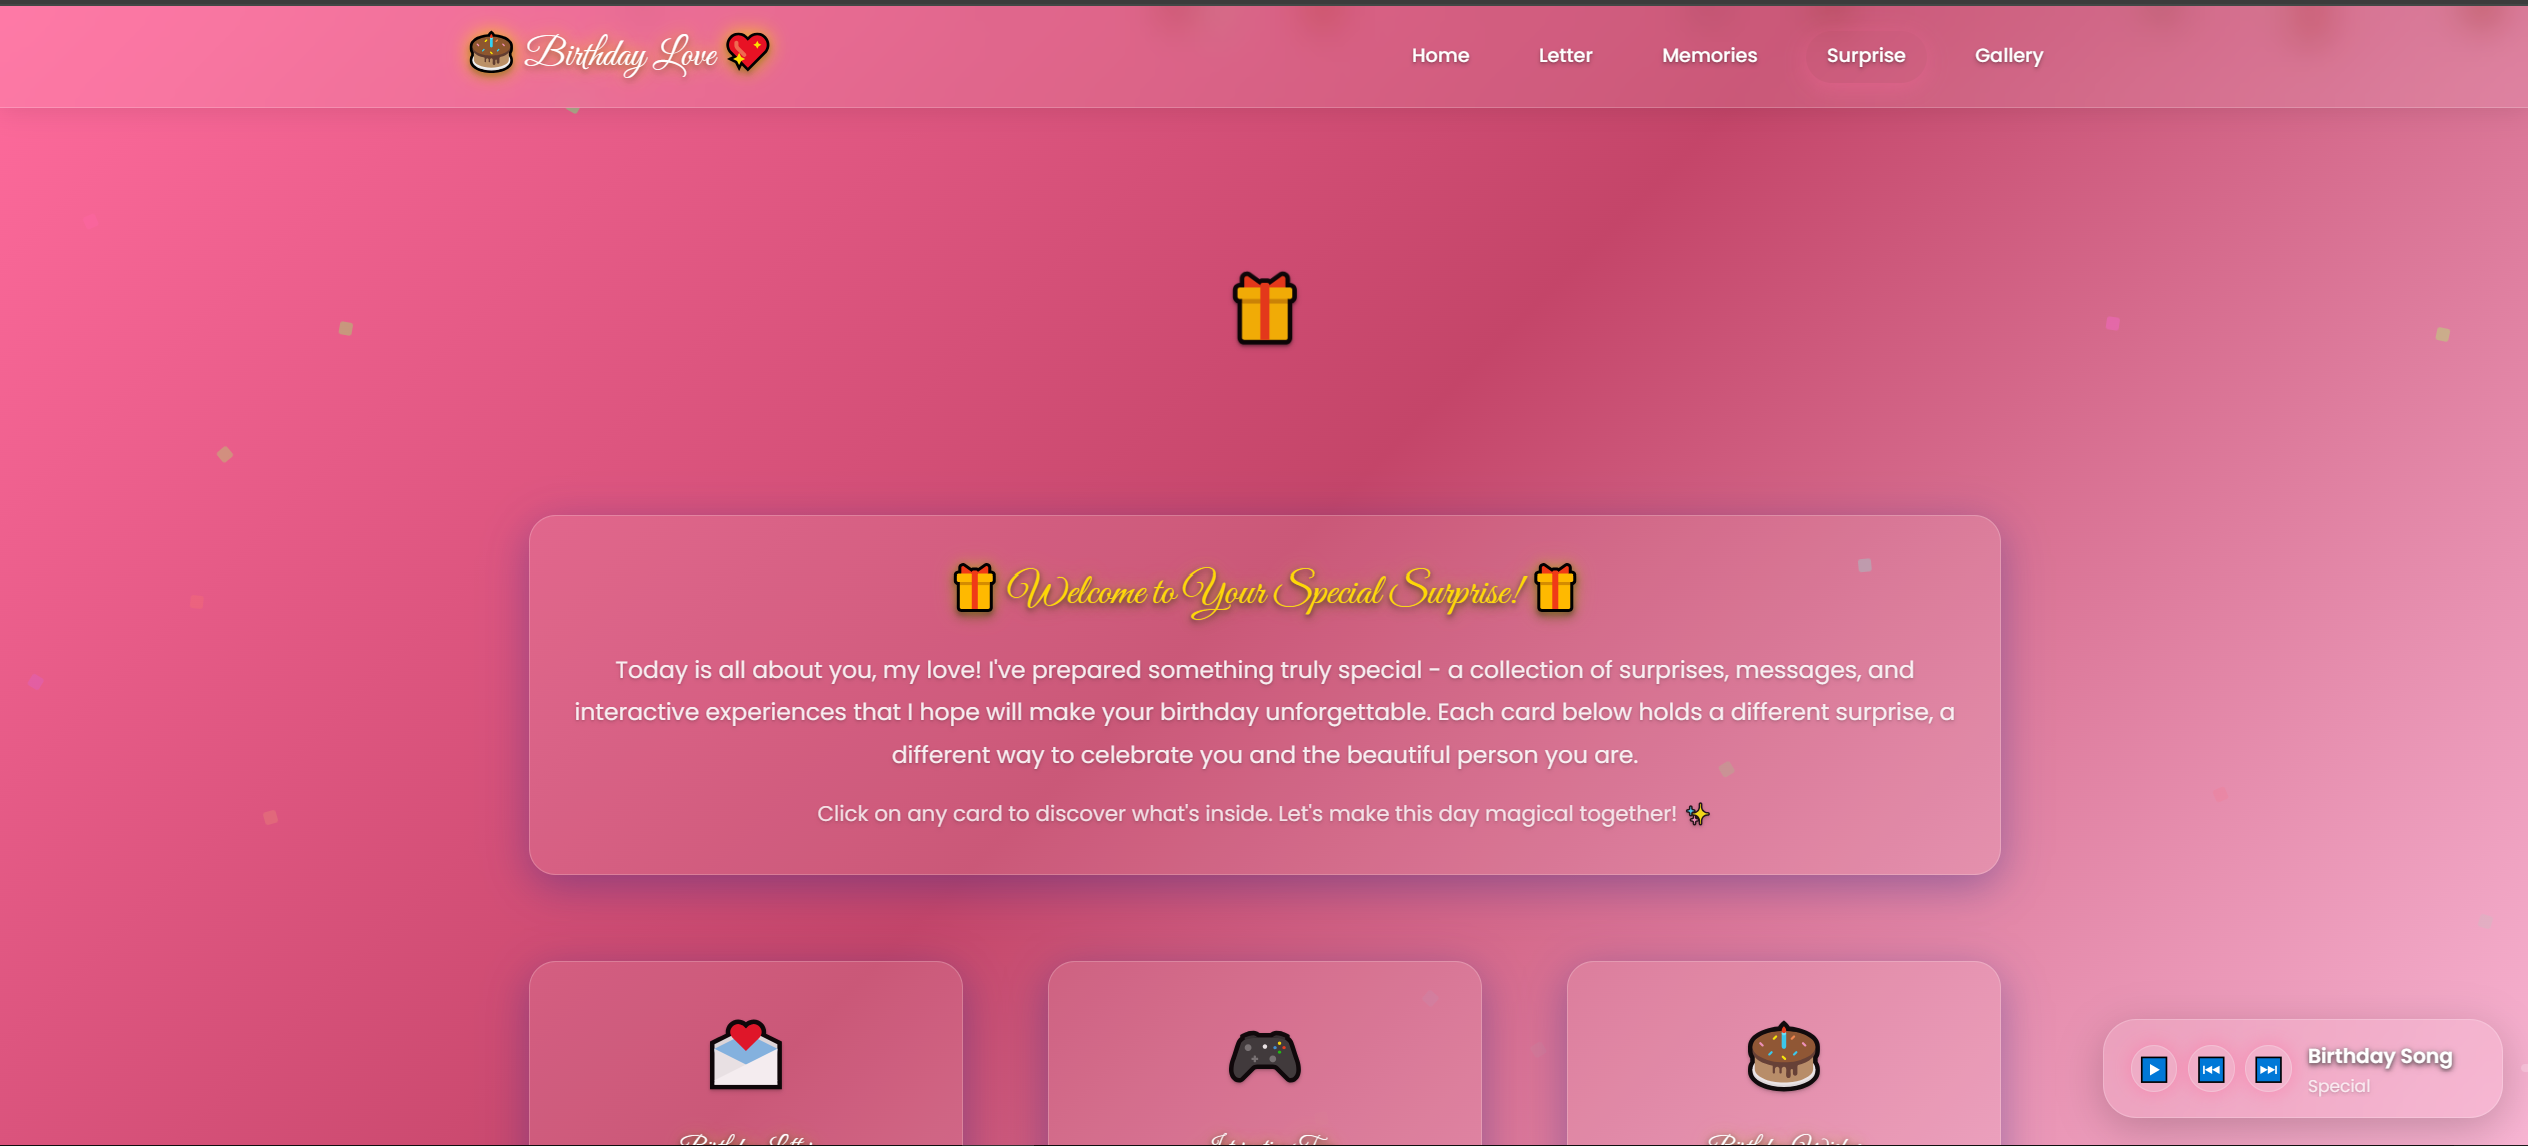 Birthday Love
Home Letter Memories Surprise Gallery
Welcome to Your Special Surprise!
Today is all about you, my love! I've prepared something truly special - a collection of surprises, messages, and
interactive experiences that I hope will make your birthday unforgettable. Each card below holds a different surprise, a
different way to celebrate you and the beautiful person you are.
Click on any card to discover what's inside. Let's make this day magical together!
Birthday Song
Special